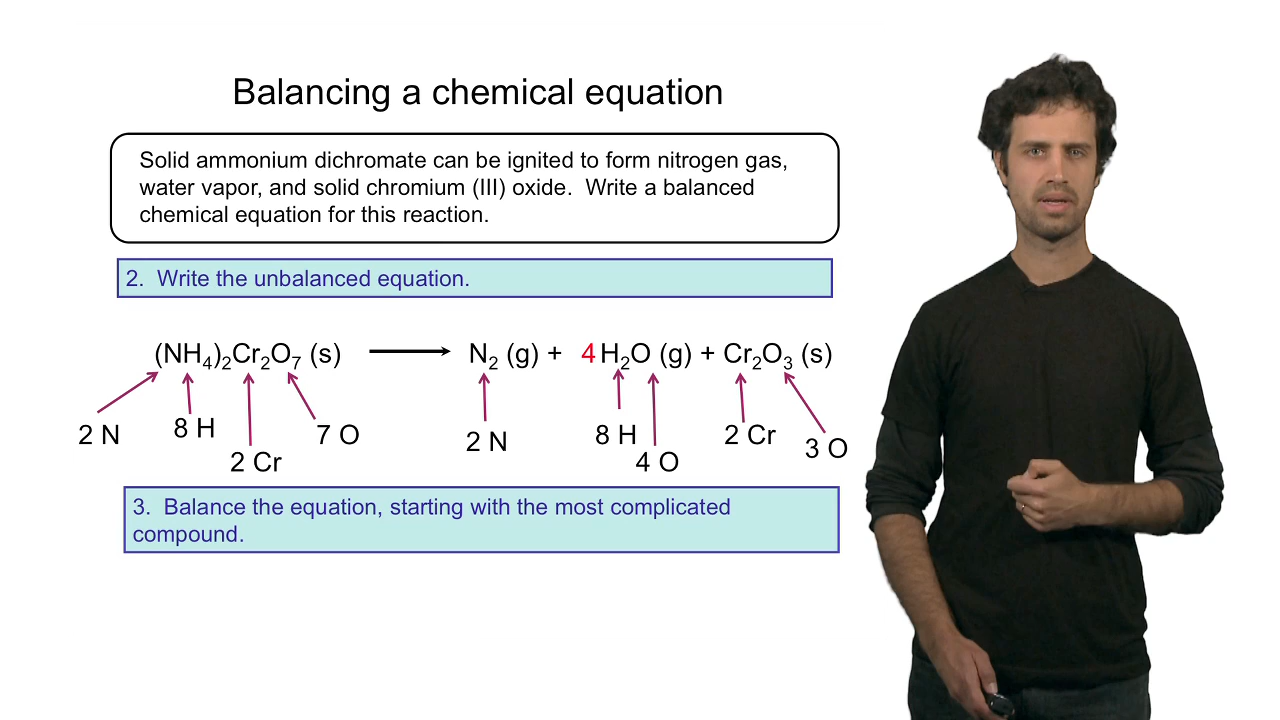 Balancing a chemical equation
Solid ammonium dichromate can be ignited to form nitrogen gas,
water vapor, and solid chromium (III) oxide.  Write a balanced
chemical equation for this reaction.
2.  Write the unbalanced equation.
(NH₄)₂Cr₂O₇ (s) ⟶ N₂ (g) + 4 H₂O (g) + Cr₂O₃ (s)
2 N 8 H 2 Cr 7 O 2 N 8 H 4 O 2 Cr 3 O
3.  Balance the equation, starting with the most complicated
compound.